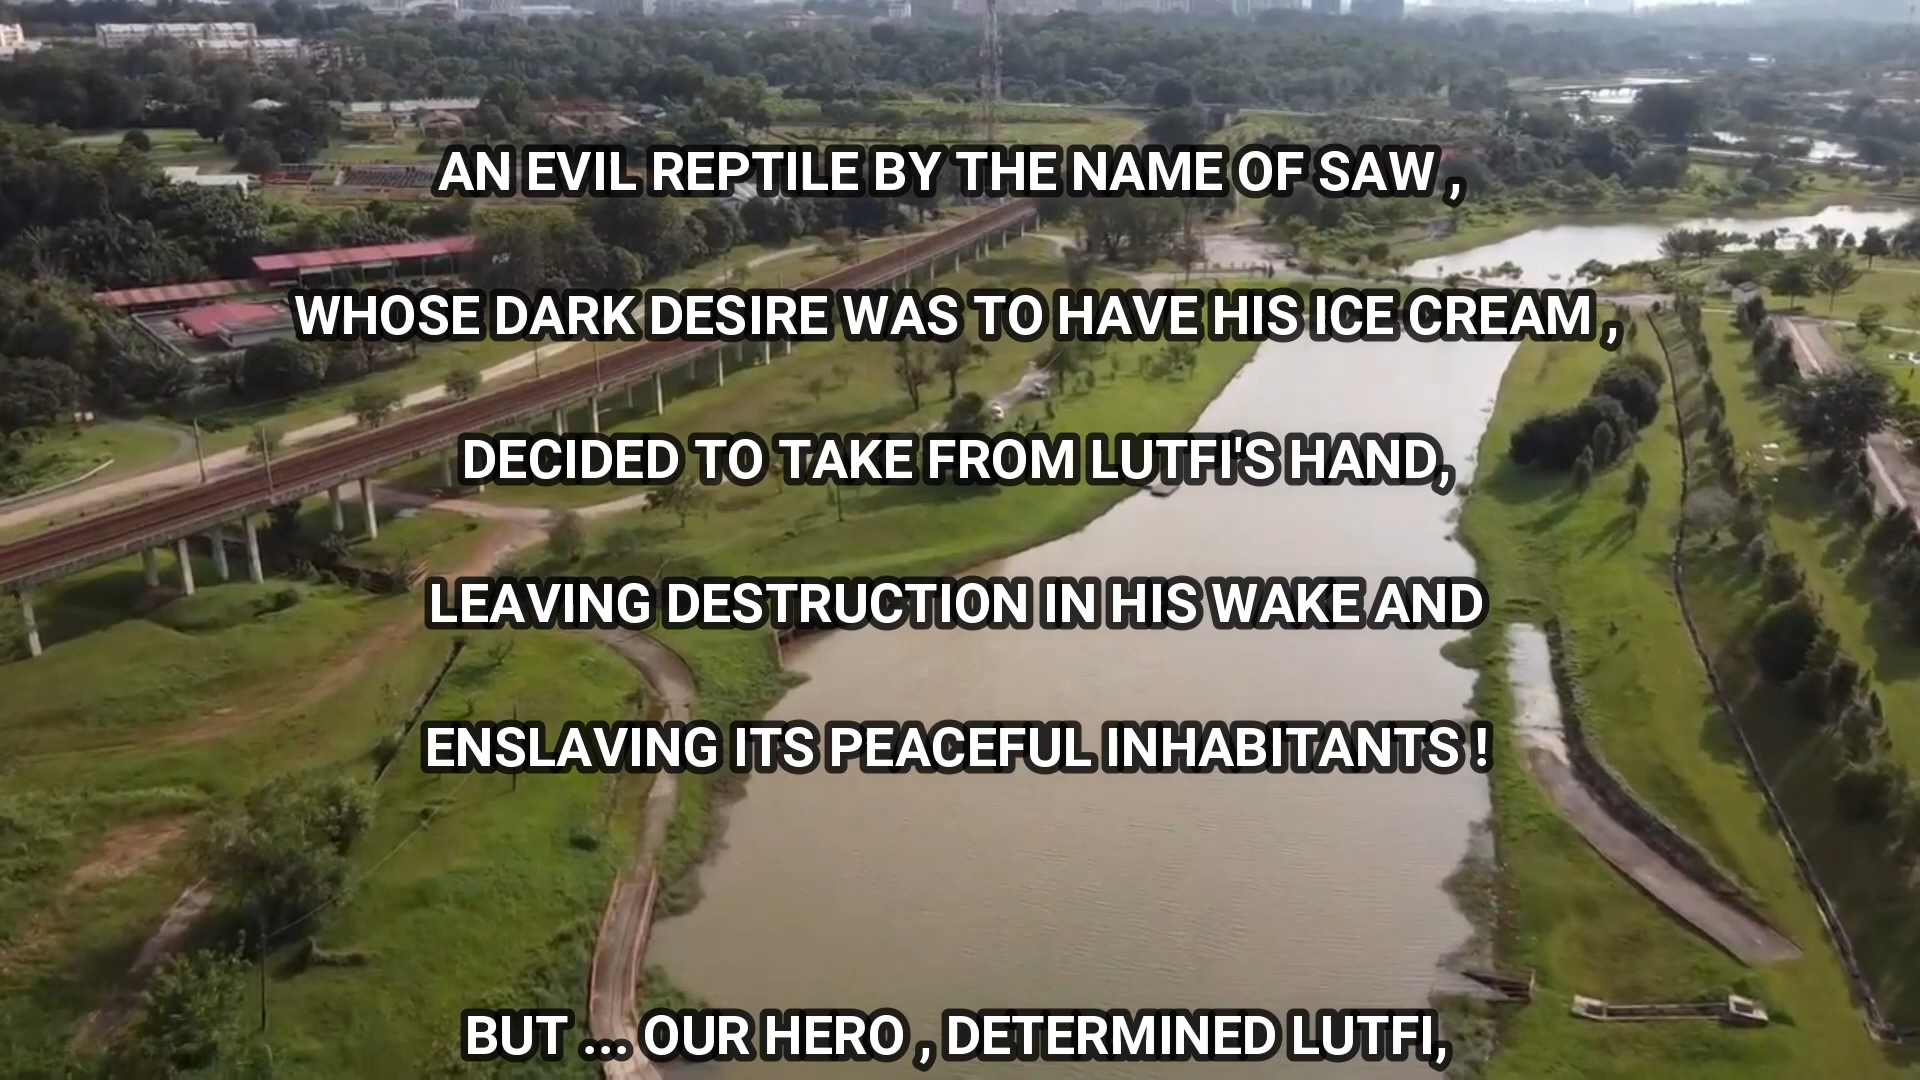 AN EVIL REPTILE BY THE NAME OF SAW ,
WHOSE DARK DESIRE WAS TO HAVE HIS ICE CREAM ,
DECIDED TO TAKE FROM LUTFI'S HAND,
LEAVING DESTRUCTION IN HIS WAKE AND
ENSLAVING ITS PEACEFUL INHABITANTS !
BUT ... OUR HERO , DETERMINED LUTFI,